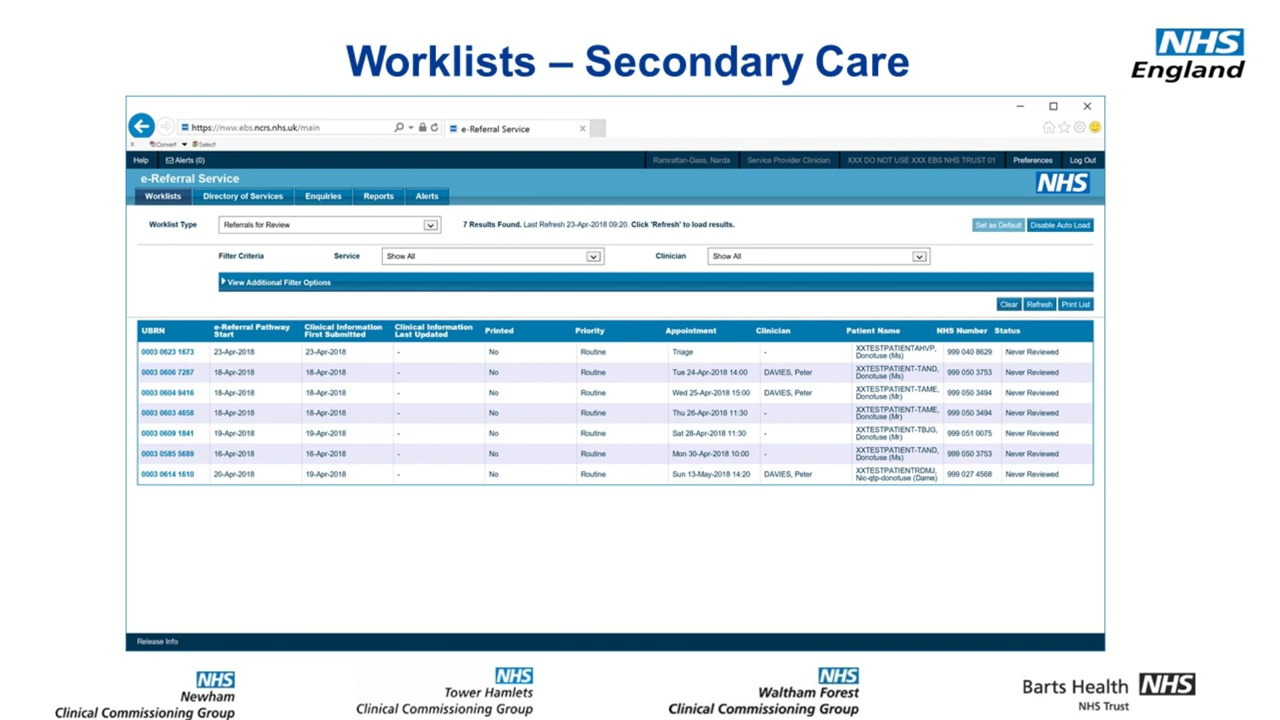 Worklists – Secondary Care
NHS
England
https://nww.ebs.ncrs.nhs.uk/main
e-Referral Service
x Convert Select
Help Alerts (0) Ramrattan-Dass, Narda Service Provider Clinician XXX DO NOT USE XXX EBS NHS TRUST 01 Preferences Log Out
e-Referral Service
NHS
Worklists Directory of Services Enquiries Reports Alerts
Worklist Type Referrals for Review 7 Results Found. Last Refresh 23-Apr-2018 09:20. Click 'Refresh' to load results. Set as Default Disable Auto Load
Filter Criteria Service Show All Clinician Show All
View Additional Filter Options
Clear Refresh Print List
UBRN e-Referral Pathway Start Clinical Information First Submitted Clinical Information Last Updated Printed Priority Appointment Clinician Patient Name NHS Number Status
0003 0623 1673 23-Apr-2018 23-Apr-2018 - No Routine Triage - XXTESTPATIENTAHVP, Donotuse (Ms) 999 040 8629 Never Reviewed
0003 0606 7287 18-Apr-2018 18-Apr-2018 - No Routine Tue 24-Apr-2018 14:00 DAVIES, Peter XXTESTPATIENT-TAND, Donotuse (Ms) 999 050 3753 Never Reviewed
0003 0604 9416 18-Apr-2018 18-Apr-2018 - No Routine Wed 25-Apr-2018 15:00 DAVIES, Peter XXTESTPATIENT-TAME, Donotuse (Mr) 999 050 3494 Never Reviewed
0003 0603 4658 18-Apr-2018 18-Apr-2018 - No Routine Thu 26-Apr-2018 11:30 - XXTESTPATIENT-TAME, Donotuse (Mr) 999 050 3494 Never Reviewed
0003 0609 1841 19-Apr-2018 19-Apr-2018 - No Routine Sat 28-Apr-2018 11:30 - XXTESTPATIENT-TBJG, Donotuse (Mr) 999 051 0075 Never Reviewed
0003 0585 5689 16-Apr-2018 16-Apr-2018 - No Routine Mon 30-Apr-2018 10:00 - XXTESTPATIENT-TAND, Donotuse (Ms) 999 050 3753 Never Reviewed
0003 0614 1610 20-Apr-2018 19-Apr-2018 - No Routine Sun 13-May-2018 14:20 DAVIES, Peter XXTESTPATIENTRDMJ, Nic-qtp-donotuse (Dame) 999 027 4568 Never Reviewed
Release Info
NHS
Newham
Clinical Commissioning Group
NHS
Tower Hamlets
Clinical Commissioning Group
NHS
Waltham Forest
Clinical Commissioning Group
Barts Health NHS
NHS Trust